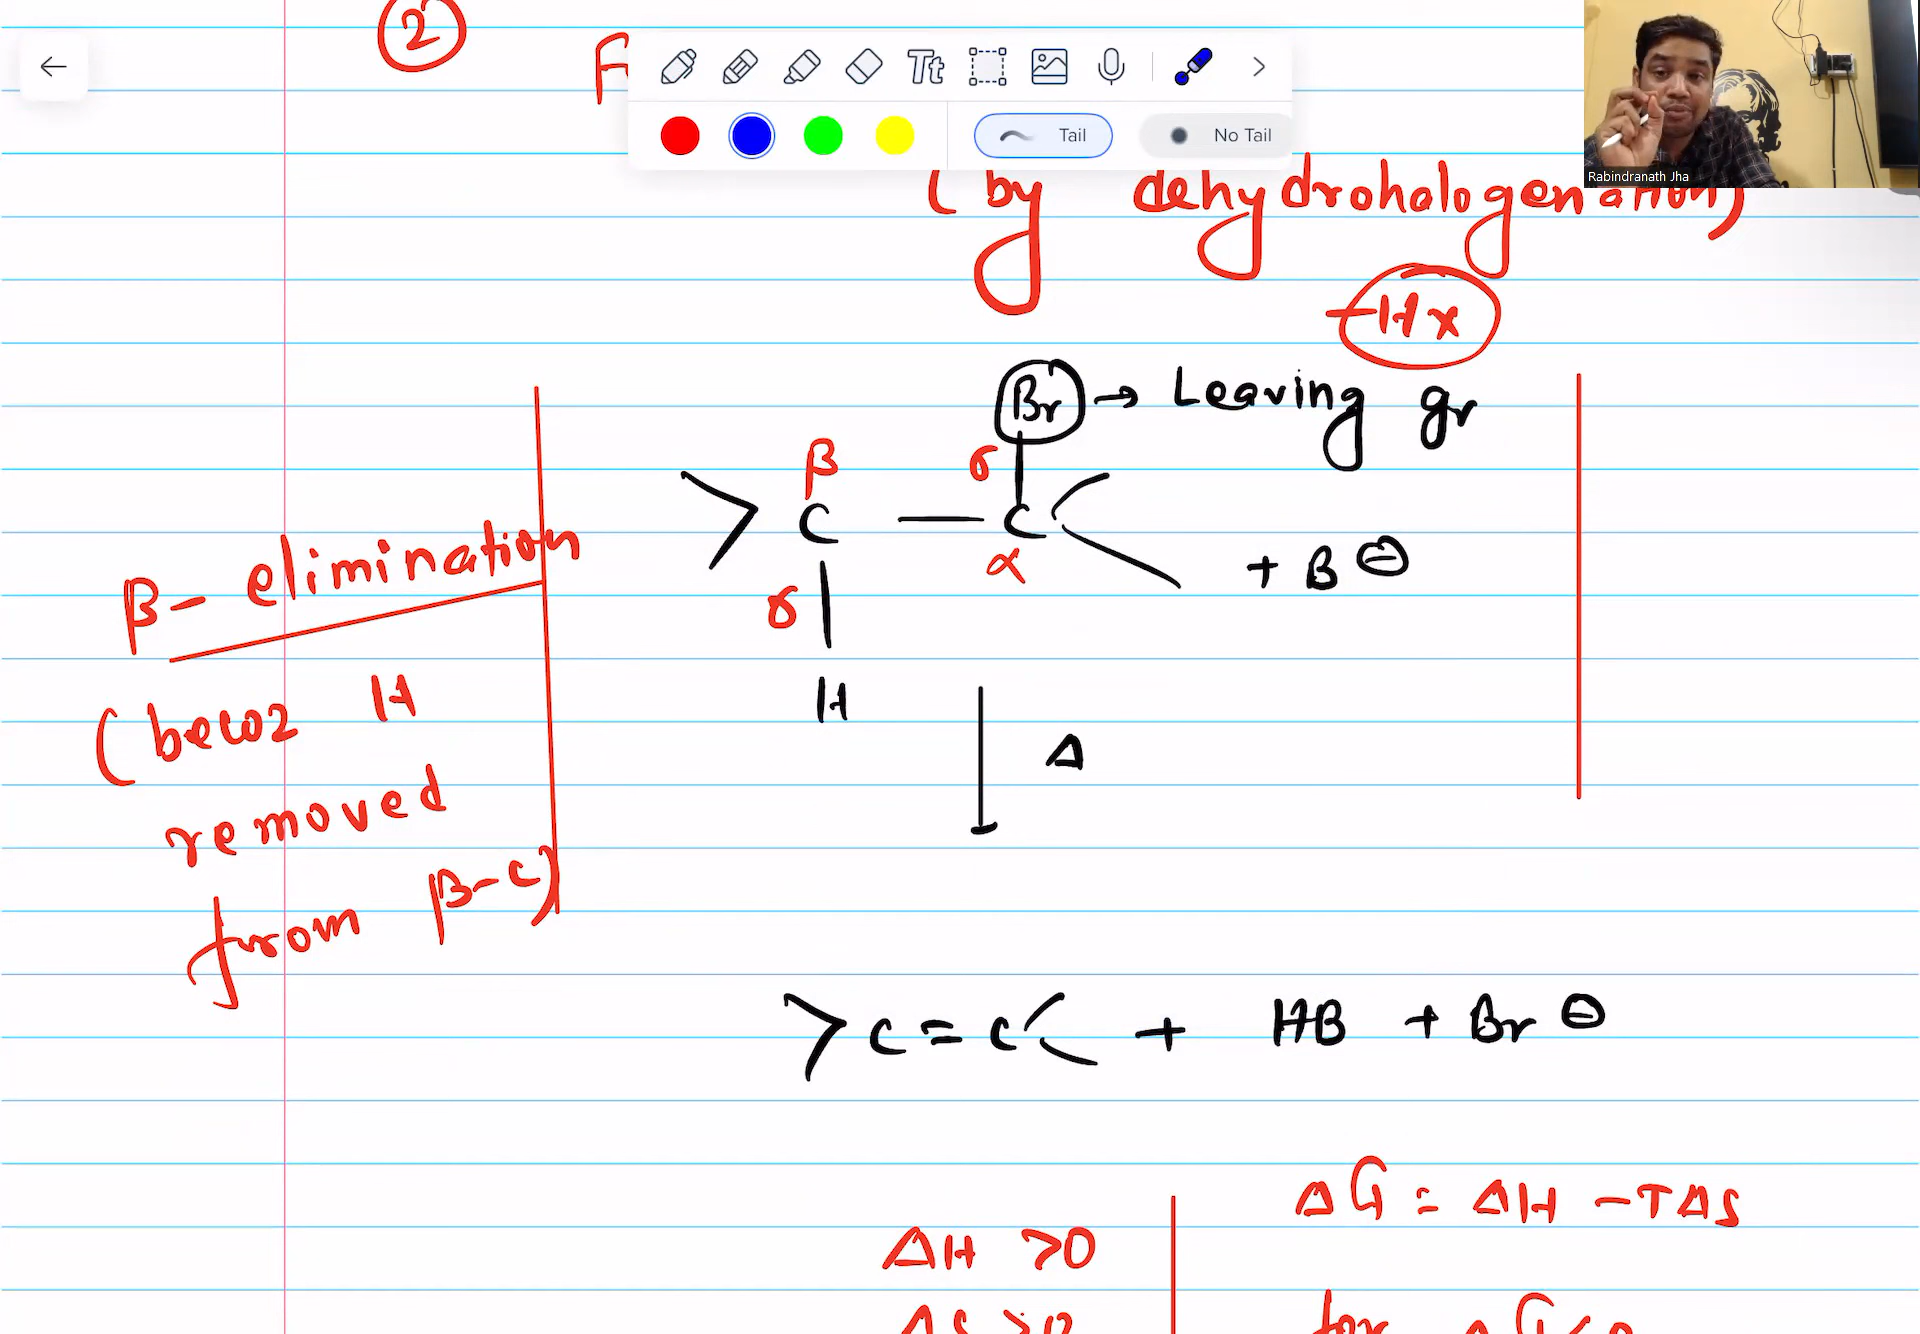 2
Tt
Tail
No Tail
Rabindranath Jha
(by dehydrohalogenation)
-Hx
Br → Leaving gr
β
σ
> C — C <
α
+ B ⊖
σ
H
Δ
β- elimination
(becoz H
removed
from β-C)
> C = C < + HB + Br ⊖
ΔG = ΔH - TΔS
ΔH >0